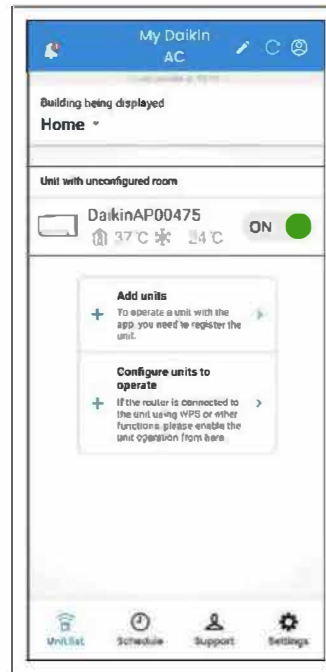 My Daikin
AC
Building being displayed
Home
Unit with unconfigured room
DaikinAP00475
37°C 24°C
ON
Add units
To operate a unit with the
app, you need to register the
unit.
Configure units to
operate
If the router is connected to
the unit using WPS or other
functions, please enable the
unit operation from here
Unit list
Schedule
Support
Settings